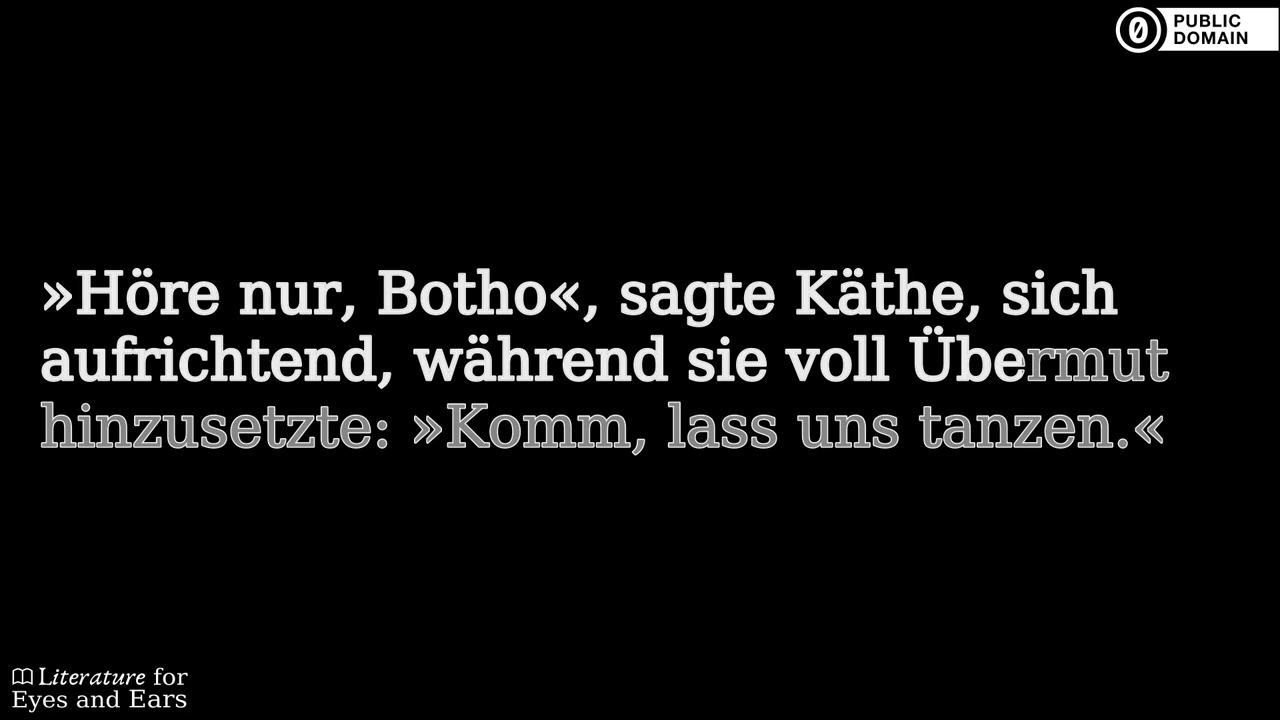 PUBLIC
DOMAIN
»Höre nur, Botho«, sagte Käthe, sich
aufrichtend, während sie voll Übermut
hinzusetzte: »Komm, lass uns tanzen.«
Literature for
Eyes and Ears